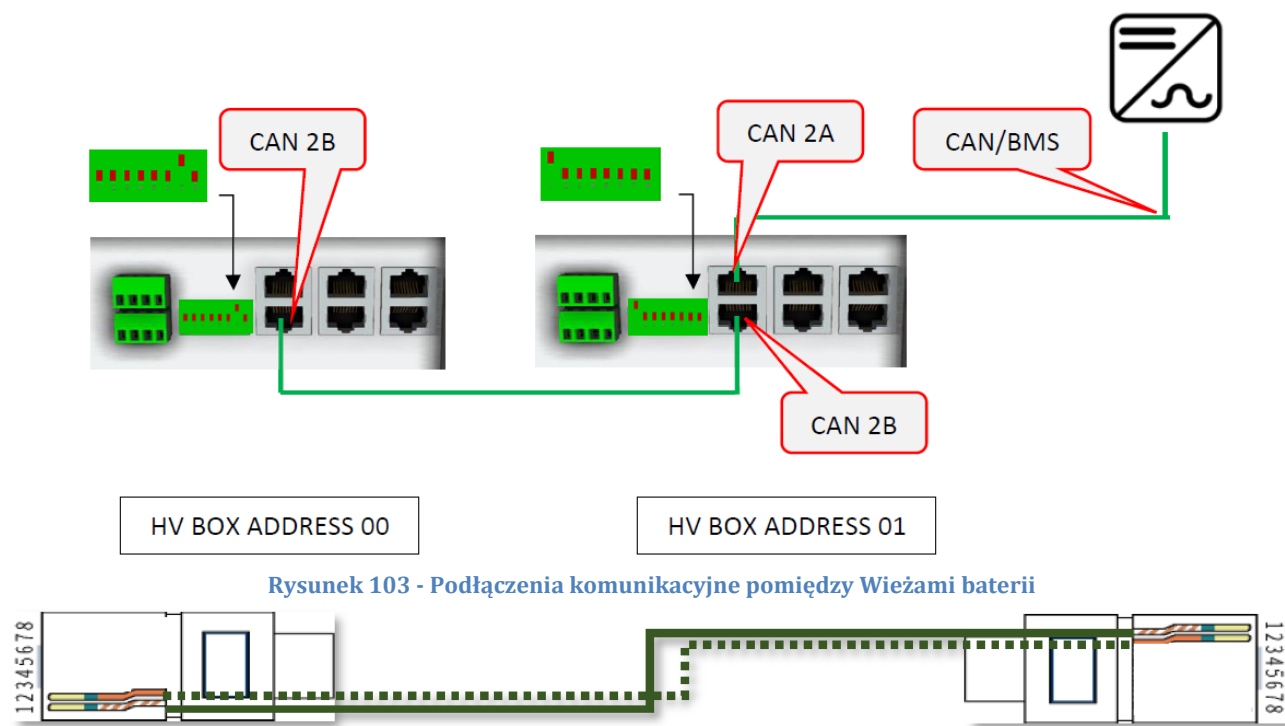 CAN 2B
CAN 2A
CAN/BMS
CAN 2B
HV BOX ADDRESS 00
HV BOX ADDRESS 01
Rysunek 103 - Podłączenia komunikacyjne pomiędzy Wieżami baterii
12345678
12345678